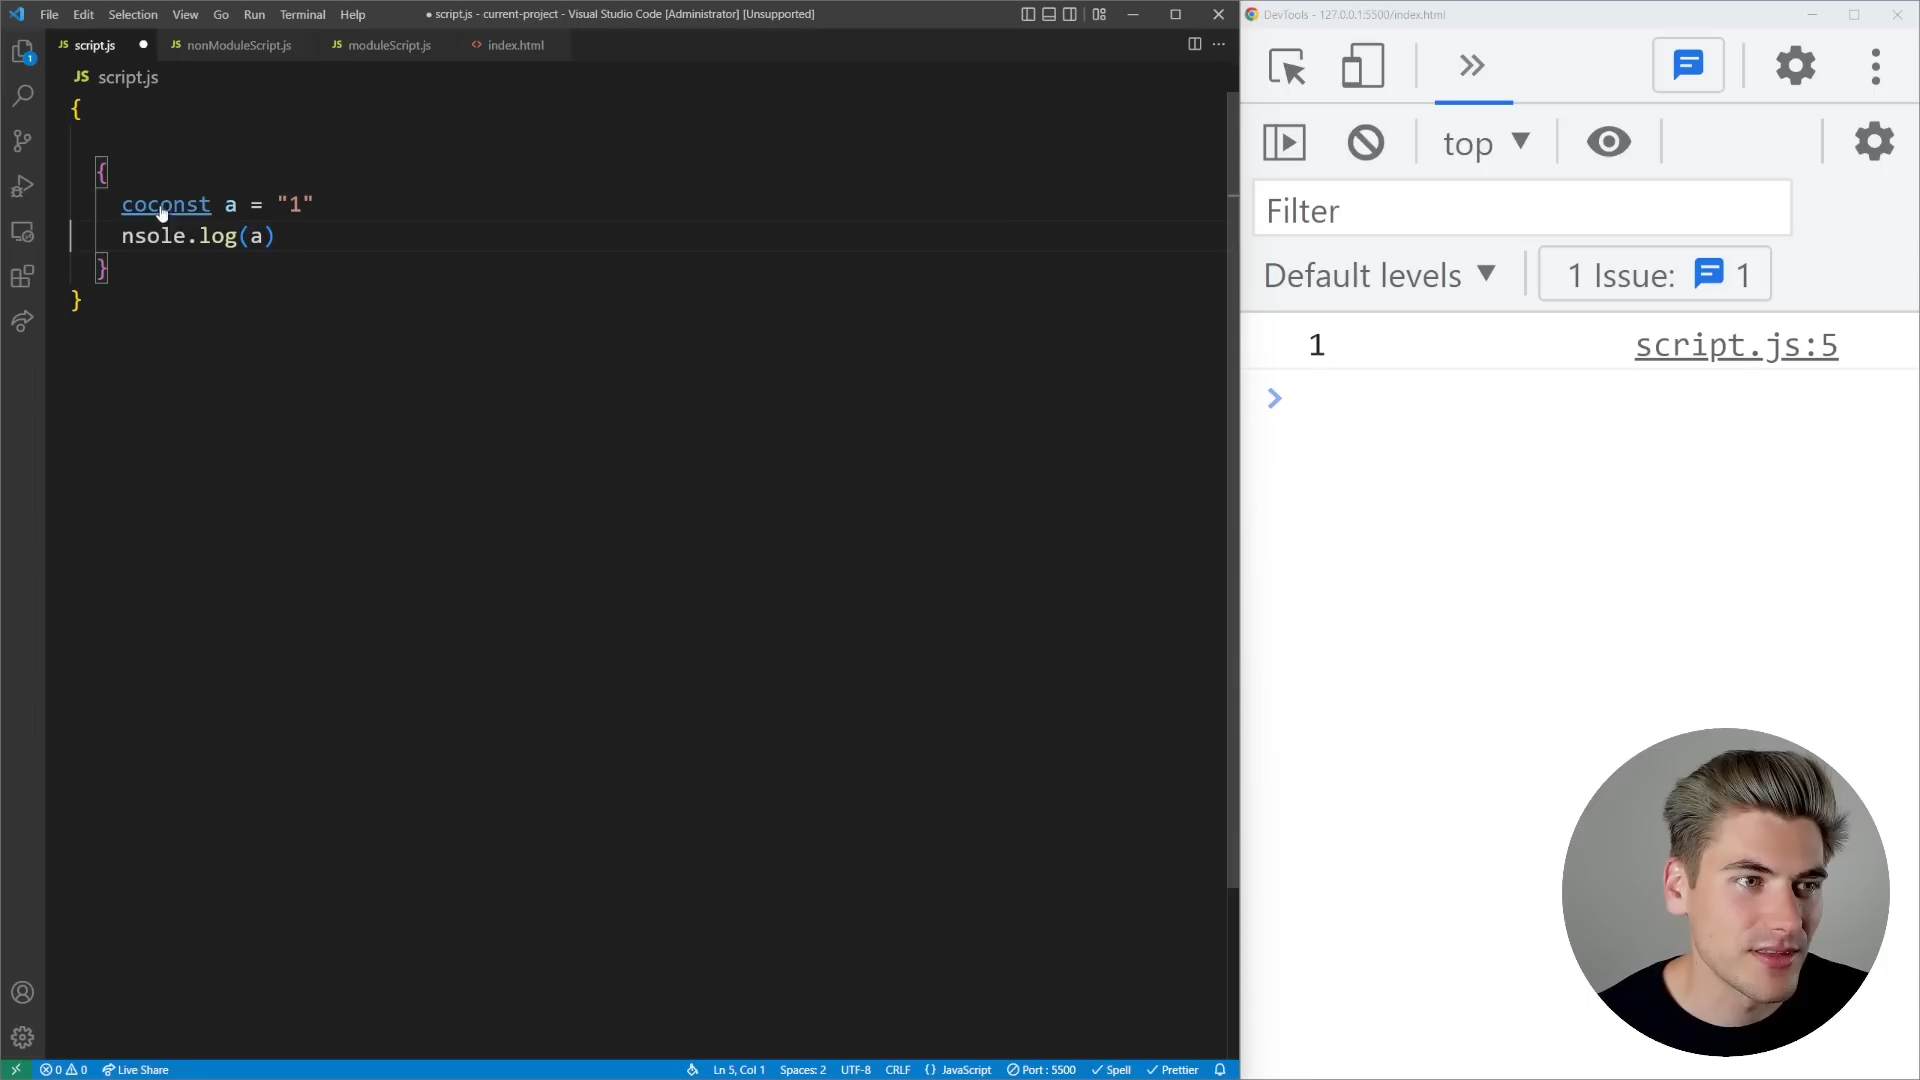 File Edit Selection View Go Run Terminal Help
● script.js - current-project - Visual Studio Code [Administrator] [Unsupported]
JS script.js ●
JS nonModuleScript.js
JS moduleScript.js
<> index.html
JS script.js
{
{
coconst a = "1"
nsole.log(a)
}
}
1
0 0 Live Share
Ln 5, Col 1 Spaces: 2 UTF-8 CRLF {} JavaScript Port : 5500 Spell Prettier
DevTools - 127.0.0.1:5500/index.html
top
Filter
Default levels
1 Issue: 1
1 script.js:5